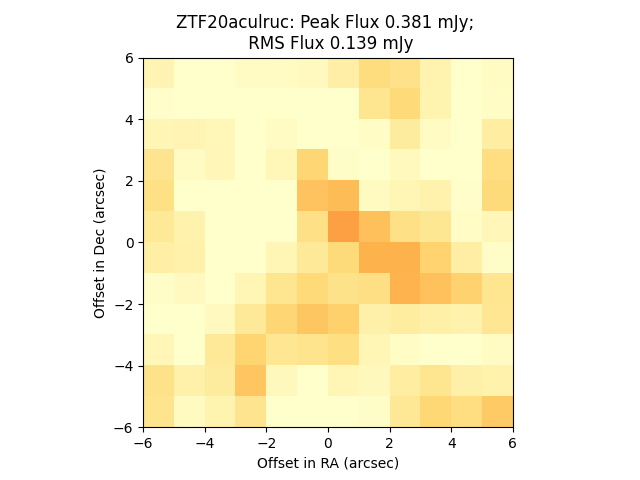 ZTF20aculruc: Peak Flux 0.381 mJy;
RMS Flux 0.139 mJy
6
4
2
0
−2
−4
−6
Offset in Dec (arcsec)
−6 −4 −2 0 2 4 6
Offset in RA (arcsec)